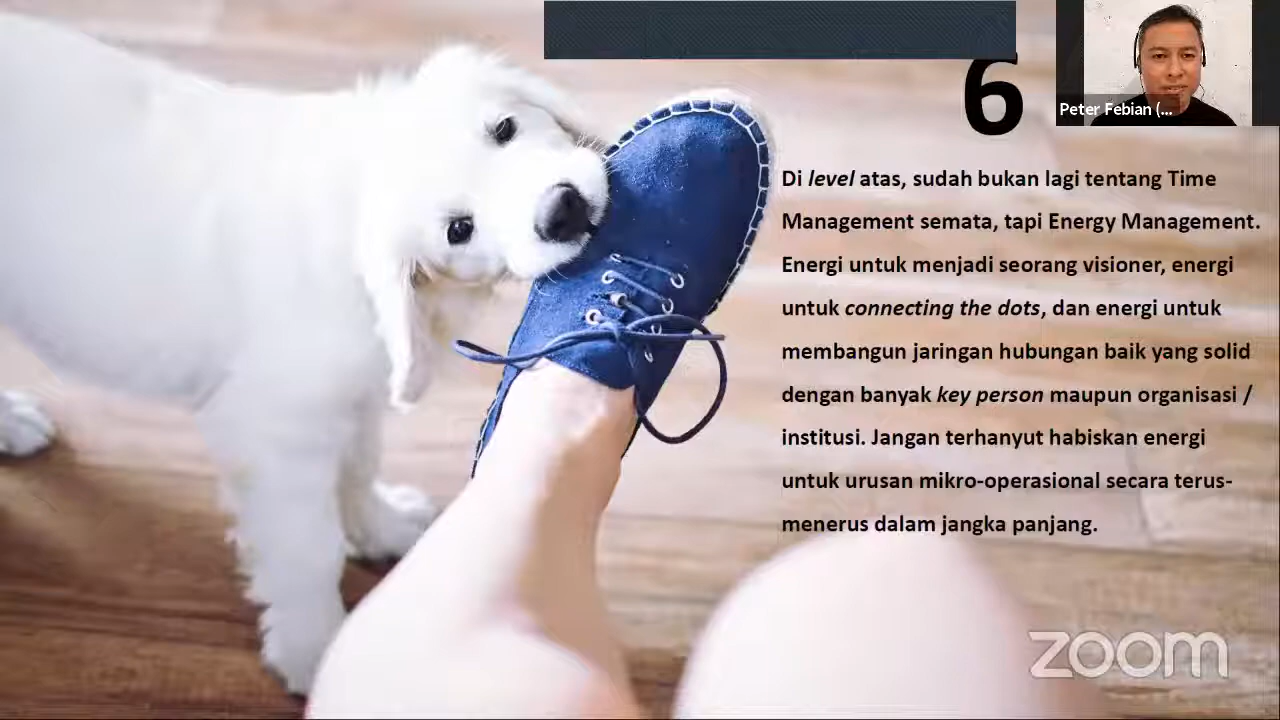 6
Peter Febian (...
Di level atas, sudah bukan lagi tentang Time
Management semata, tapi Energy Management.
Energi untuk menjadi seorang visioner, energi
untuk connecting the dots, dan energi untuk
membangun jaringan hubungan baik yang solid
dengan banyak key person maupun organisasi /
institusi. Jangan terhanyut habiskan energi
untuk urusan mikro-operasional secara terus-
menerus dalam jangka panjang.
zoom